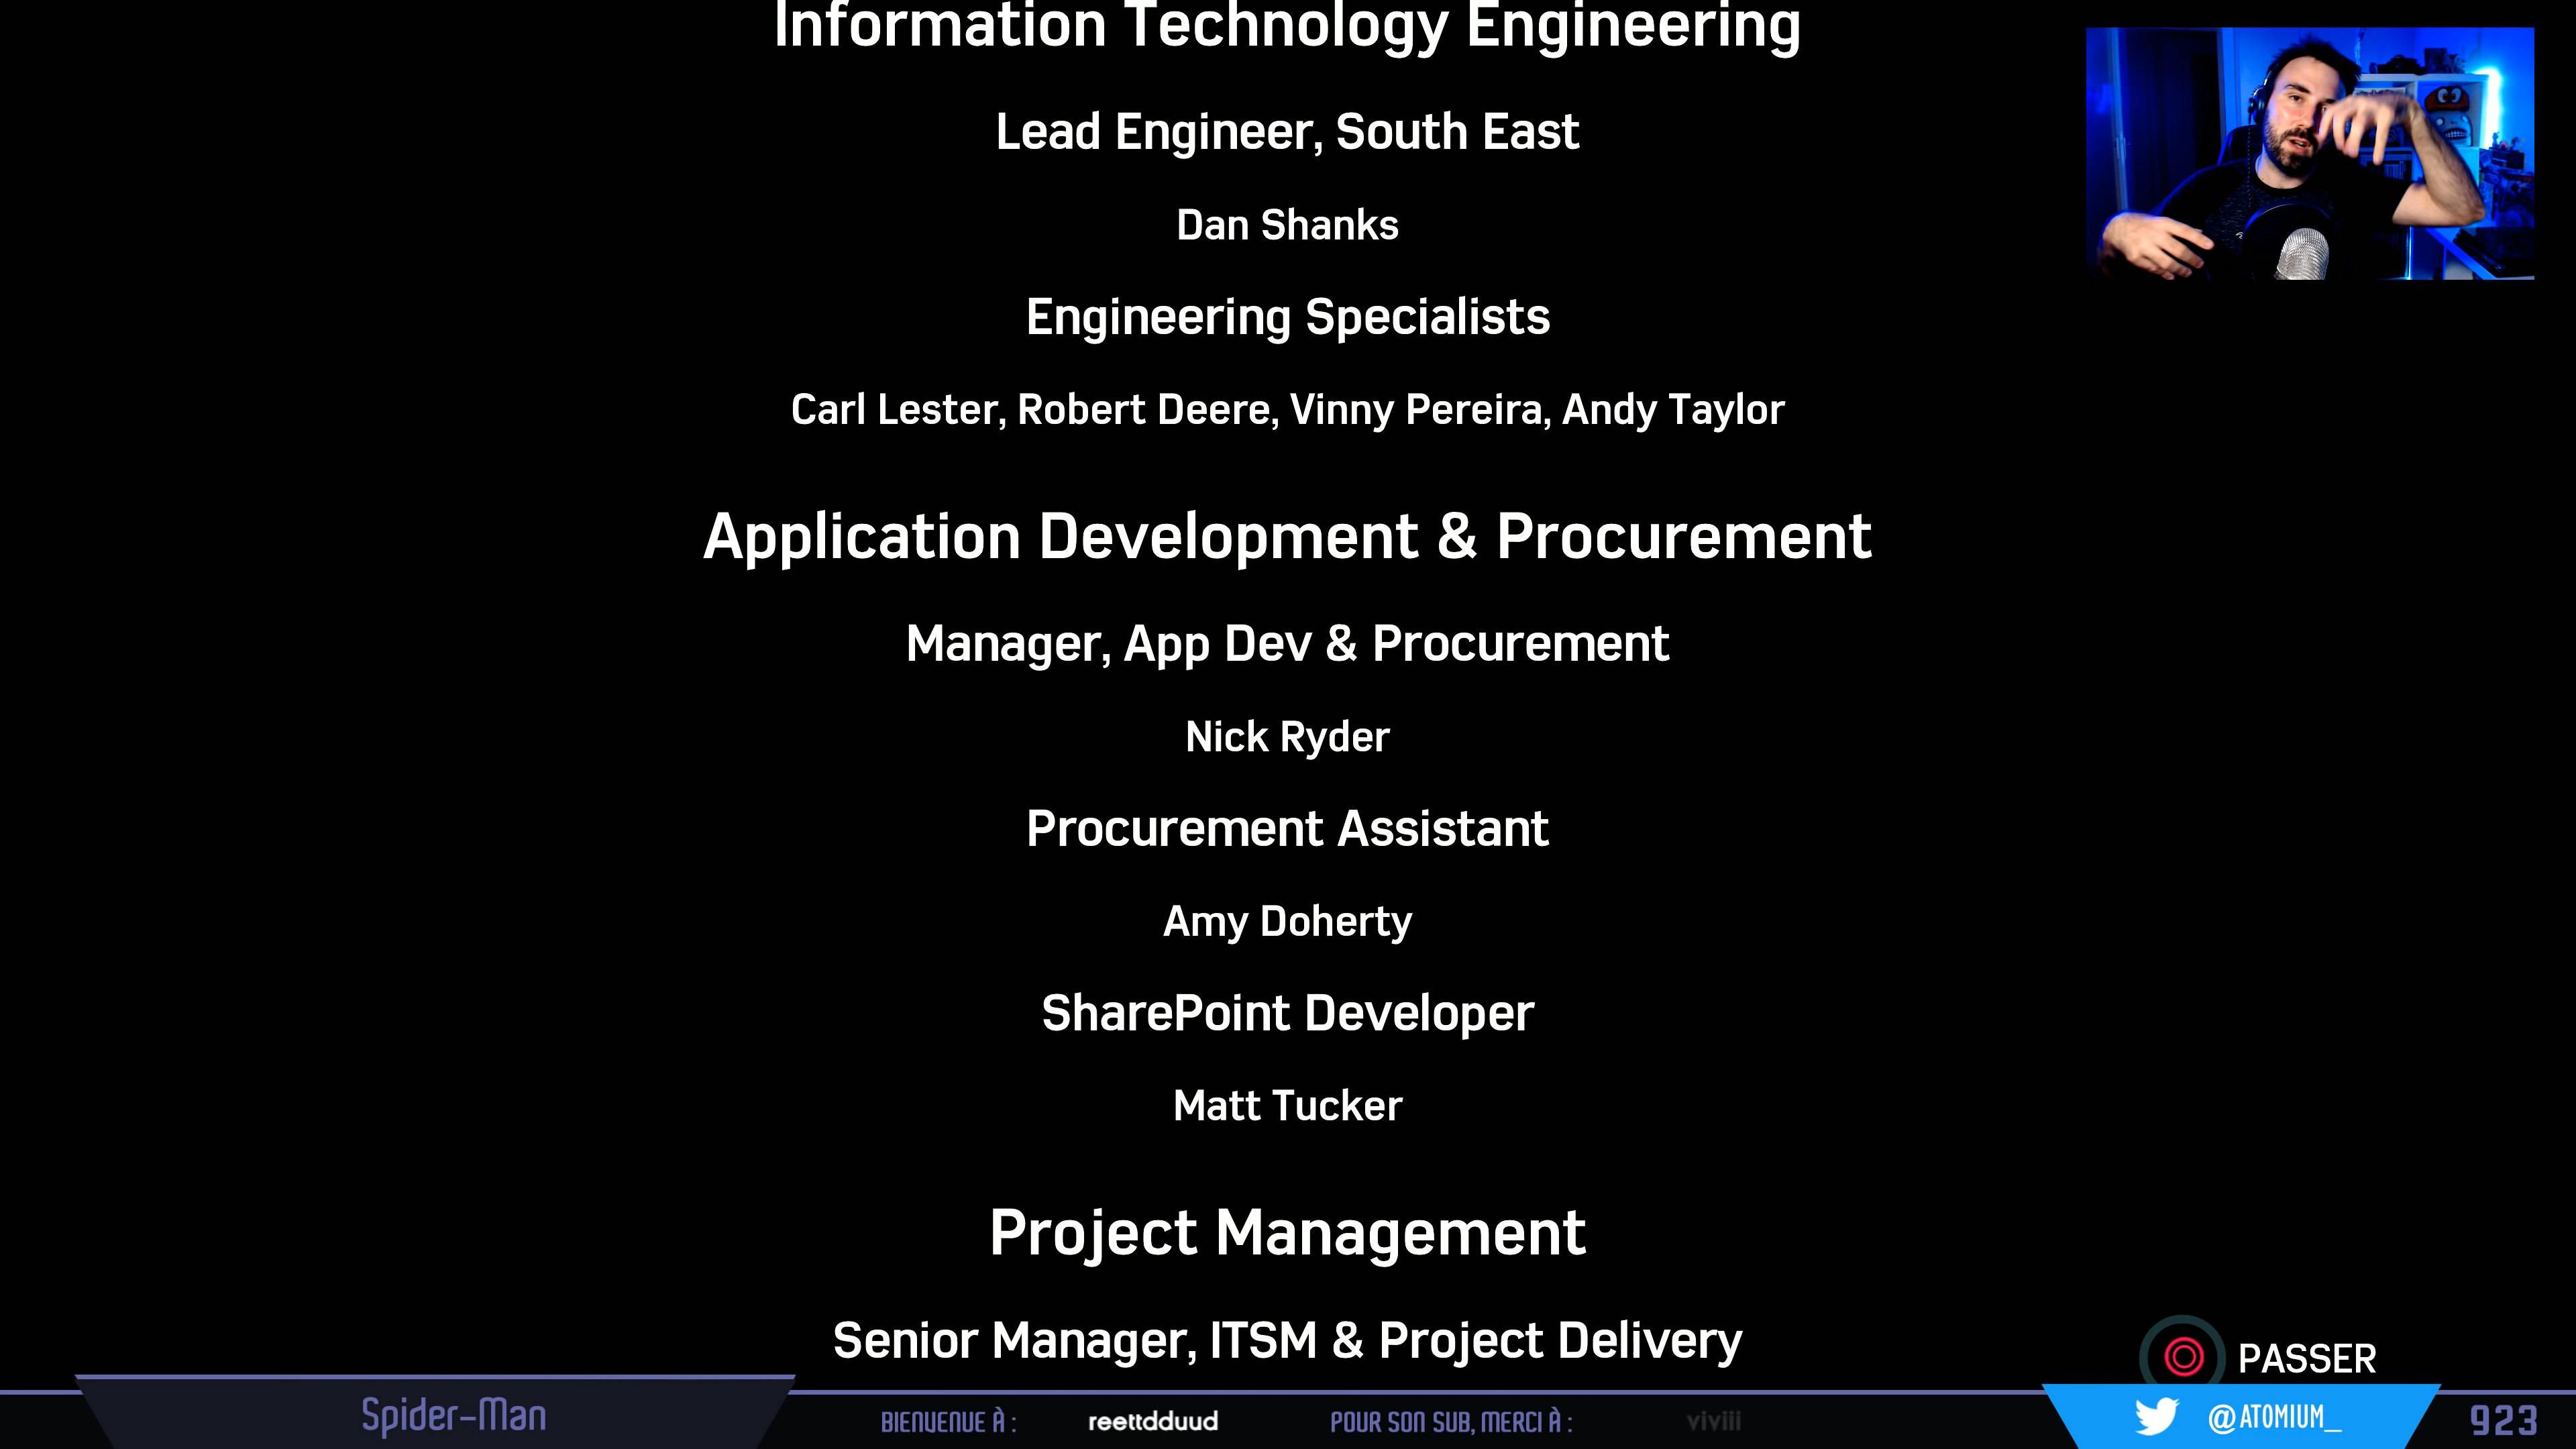 Information Technology Engineering
Lead Engineer, South East
Dan Shanks
Engineering Specialists
Carl Lester, Robert Deere, Vinny Pereira, Andy Taylor
Application Development & Procurement
Manager, App Dev & Procurement
Nick Ryder
Procurement Assistant
Amy Doherty
SharePoint Developer
Matt Tucker
Project Management
Senior Manager, ITSM & Project Delivery
PASSER
Spider-Man
BIENVENUE À : reettdduud POUR SON SUB, MERCI À : viviii
@ATOMIUM_
923